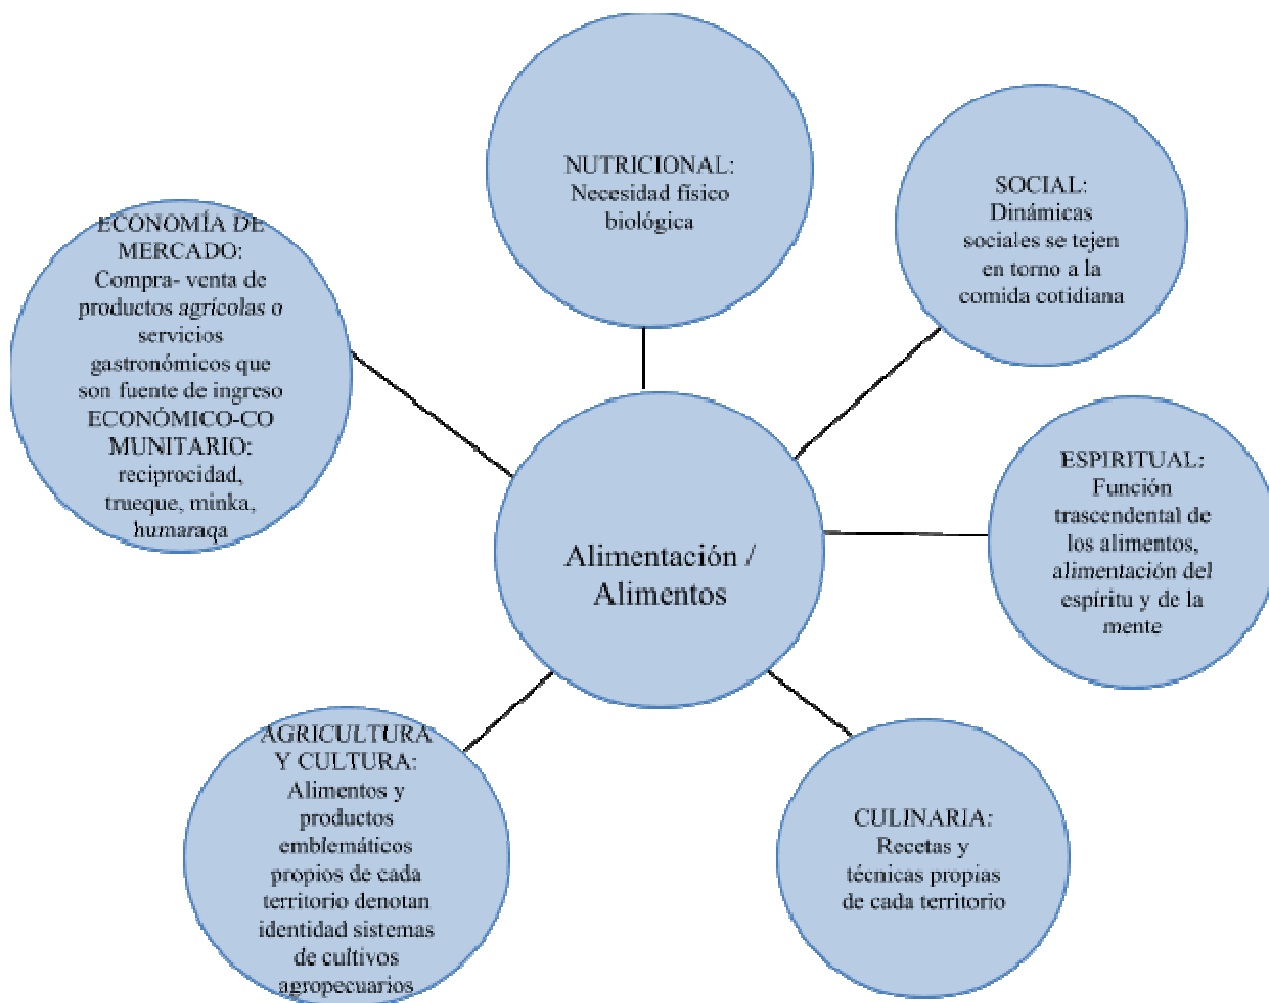 NUTRICIONAL:
Necesidad físico
biológica
SOCIAL:
Dinámicas
sociales se tejen
en torno a la
comida cotidiana
ECONOMÍA DE
MERCADO:
Compra- venta de
productos agrícolas o
servicios
gastronómicos que
son fuente de ingreso
ECONÓMICO-CO
MUNITARIO:
reciprocidad,
trueque, minka,
humaraqa
ESPIRITUAL:
Función
trascendental de
los alimentos,
alimentación del
espíritu y de la
mente
Alimentación /
Alimentos
AGRICULTURA
Y CULTURA:
Alimentos y
productos
emblemáticos
propios de cada
territorio denotan
identidad sistemas
de cultivos
agropecuarios
CULINARIA:
Recetas y
técnicas propias
de cada territorio